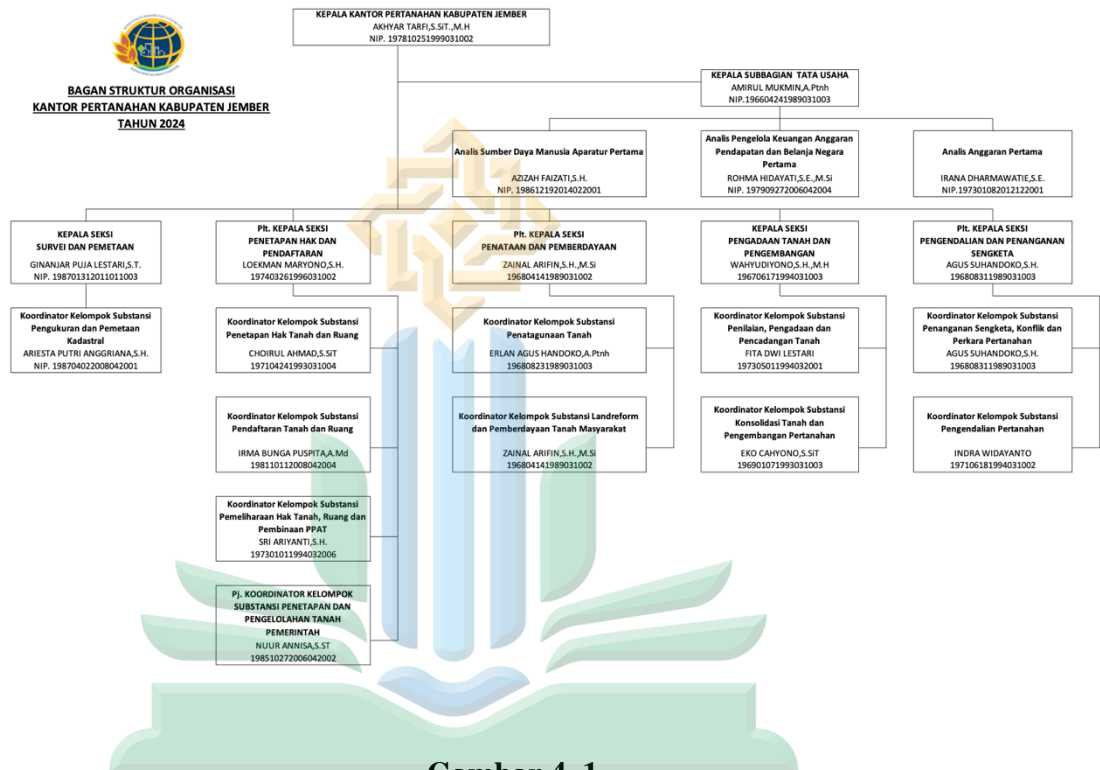 BAGAN STRUKTUR ORGANISASI
KANTOR PERTANAHAN KABUPATEN JEMBER
TAHUN 2024
KEPALA KANTOR PERTANAHAN KABUPATEN JEMBER
AKHYAR TARFI,S.SiT.,M.H
NIP. 197810251999031002
KEPALA SUBBAGIAN TATA USAHA
AMIRUL MUKMIN,A.Ptnh
NIP.196604241989031003
Analis Sumber Daya Manusia Aparatur Pertama
AZIZAH FAIZATI,S.H.
NIP. 198612192014022001
Analis Pengelola Keuangan Anggaran
Pendapatan dan Belanja Negara
Pertama
ROHMA HIDAYATI,S.E.,M.Si
NIP. 197909272006042004
Analis Anggaran Pertama
IRANA DHARMAWATIE,S.E.
NIP.197301082012122001
KEPALA SEKSI
SURVEI DAN PEMETAAN
GINANJAR PUJA LESTARI,S.T.
NIP. 198701312011011003
Plt. KEPALA SEKSI
PENETAPAN HAK DAN
PENDAFTARAN
LOEKMAN MARYONO,S.H.
197403261996031002
Plt. KEPALA SEKSI
PENATAAN DAN PEMBERDAYAAN
ZAINAL ARIFIN,S.H.,M.Si
196804141989031002
KEPALA SEKSI
PENGADAAN TANAH DAN
PENGEMBANGAN
WAHYUDIYONO,S.H.,M.H
196706171994031003
Plt. KEPALA SEKSI
PENGENDALIAN DAN PENANGANAN
SENGKETA
AGUS SUHANDOKO,S.H.
196808311989031003
Koordinator Kelompok Substansi
Pengukuran dan Pemetaan
Kadastral
ARIESTA PUTRI ANGGRIANA,S.H.
NIP. 198704022008042001
Koordinator Kelompok Substansi
Penetapan Hak Tanah dan Ruang
CHOIRUL AHMAD,S.SiT
197104241993031004
Koordinator Kelompok Substansi
Penatagunaan Tanah
ERLAN AGUS HANDOKO,A.Ptnh
196808231989031003
Koordinator Kelompok Substansi
Penilaian, Pengadaan dan
Pencadangan Tanah
FITA DWI LESTARI
197305011994032001
Koordinator Kelompok Substansi
Penanganan Sengketa, Konflik dan
Perkara Pertanahan
AGUS SUHANDOKO,S.H.
196808311989031003
Koordinator Kelompok Substansi
Pendaftaran Tanah dan Ruang
IRMA BUNGA PUSPITA,A.Md
198110112008042004
Koordinator Kelompok Substansi Landreform
dan Pemberdayaan Tanah Masyarakat
ZAINAL ARIFIN,S.H.,M.Si
196804141989031002
Koordinator Kelompok Substansi
Konsolidasi Tanah dan
Pengembangan Pertanahan
EKO CAHYONO,S.SiT
196901071993031003
Koordinator Kelompok Substansi
Pengendalian Pertanahan
INDRA WIDAYANTO
197106181994031002
Koordinator Kelompok Substansi
Pemeliharaan Hak Tanah, Ruang dan
Pembinaan PPAT
SRI ARIYANTI,S.H.
197301011994032006
Pj. KOORDINATOR KELOMPOK
SUBSTANSI PENETAPAN DAN
PENGELOLAHAN TANAH
PEMERINTAH
NUUR ANNISA,S.ST
198510272006042002
Gambar 4. 1